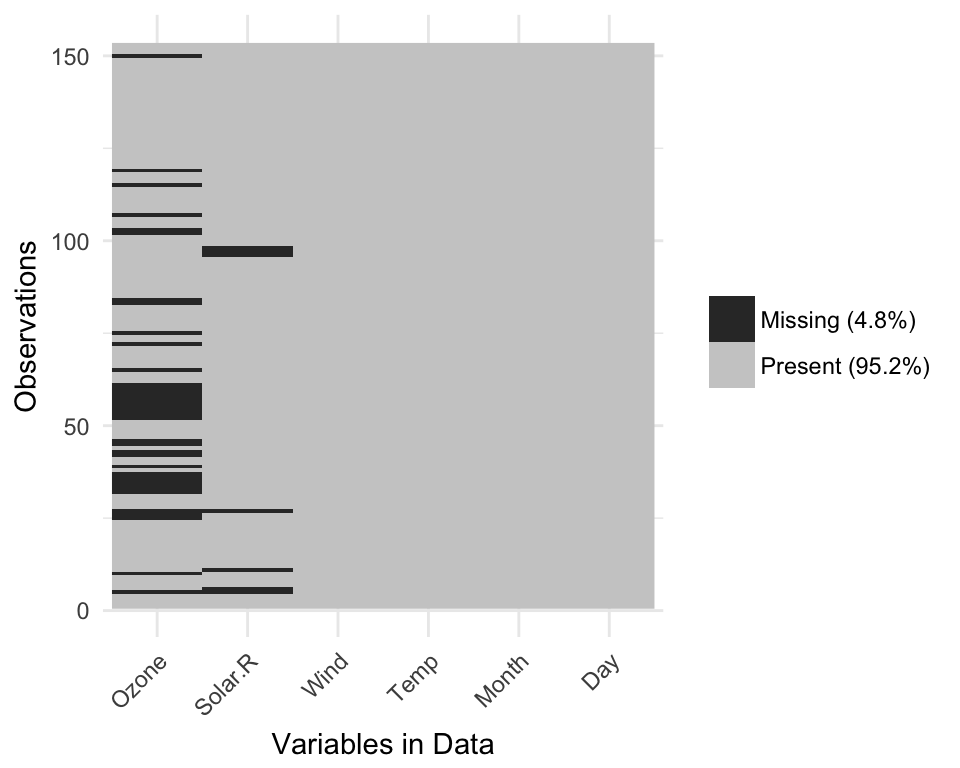 150
100
50
0
Observations
Ozone
Solar.R
Wind
Temp
Month
Day
Variables in Data
Missing (4.8%)
Present (95.2%)